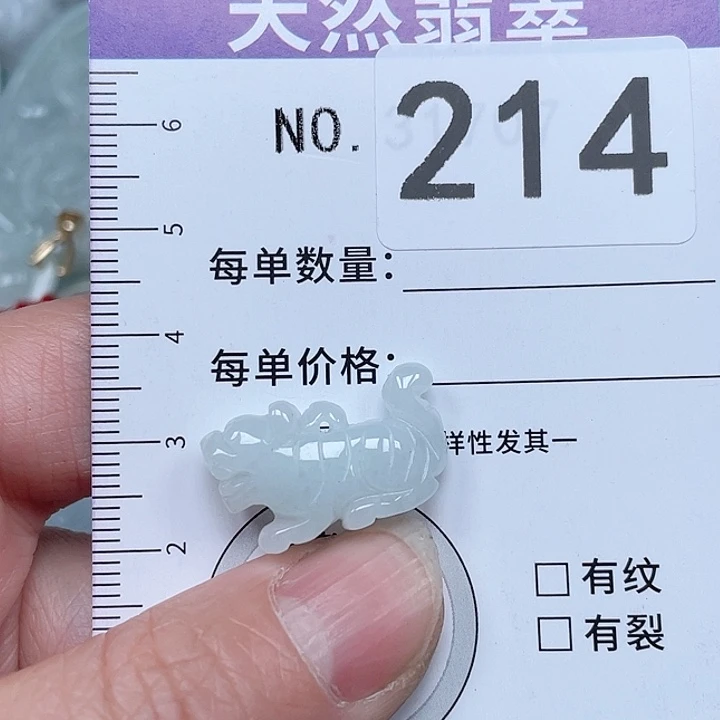 天然翡翠
NO. 214
每单数量：
每单价格：
样性发其一
□ 有纹
□ 有裂
6
5
4
3
2